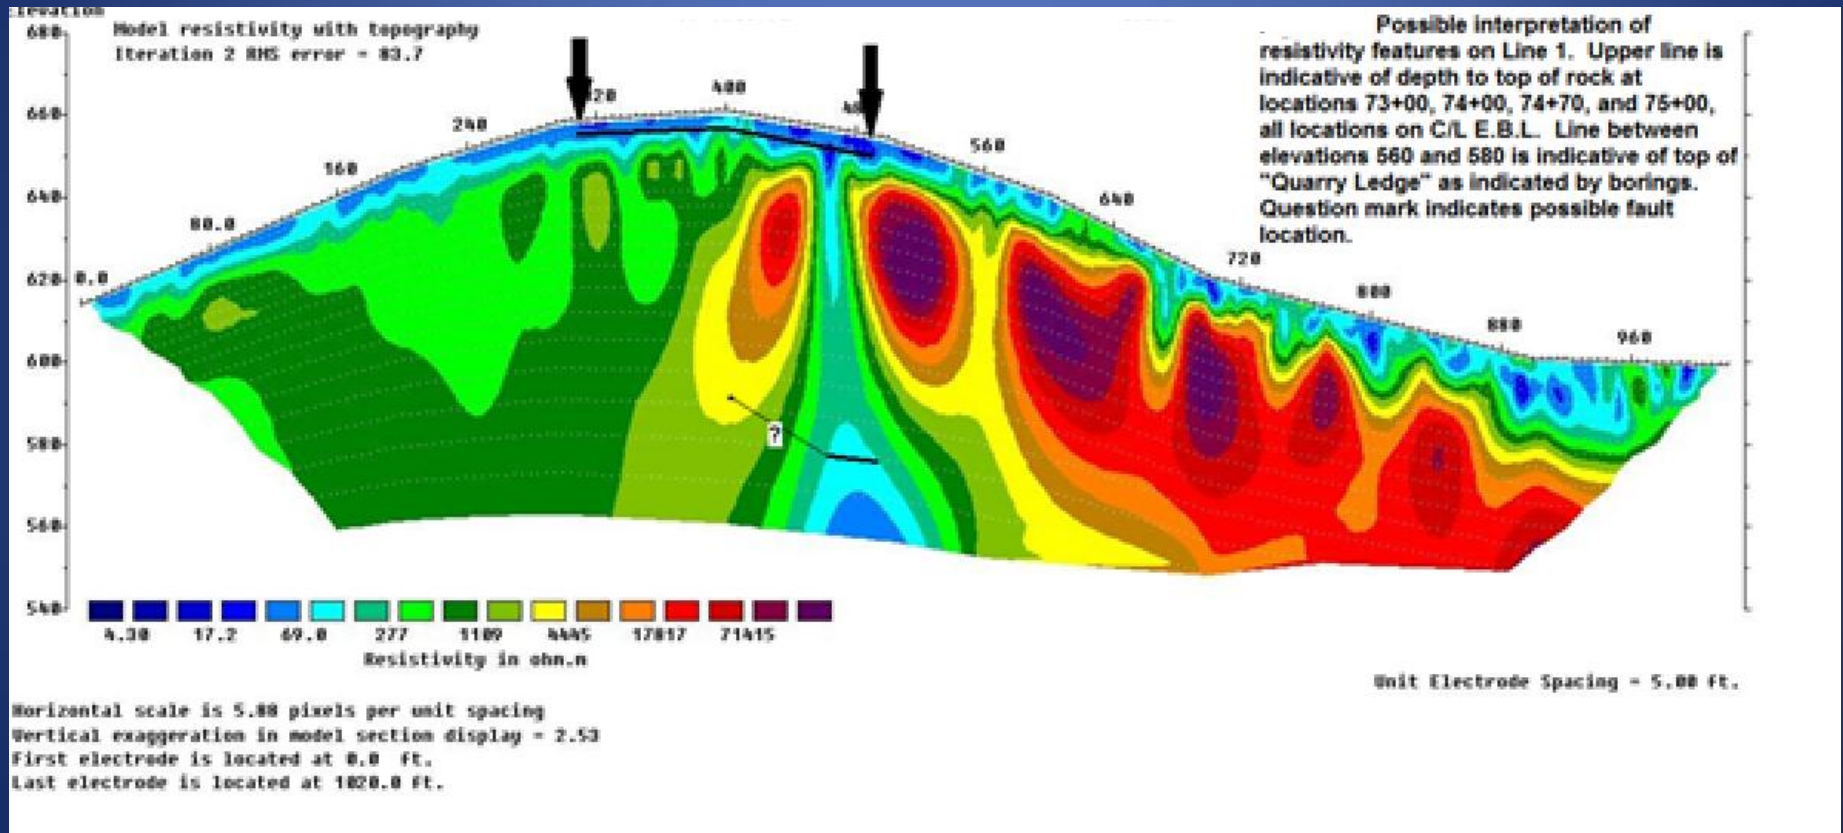 Elevation
Model resistivity with topography
Iteration 2 RMS error = 83.7
Possible interpretation of
resistivity features on Line 1. Upper line is
indicative of depth to top of rock at
locations 73+00, 74+00, 74+70, and 75+00,
all locations on C/L E.B.L. Line between
elevations 560 and 580 is indicative of top of
"Quarry Ledge" as indicated by borings.
Question mark indicates possible fault
location.
680
660
640
620
600
580
560
540
0.0
80.0
160
240
400
560
640
720
800
880
960
?
4.30 17.2 69.0 277 1109 4445 17817 71415
Resistivity in ohm.m
Unit Electrode Spacing = 5.00 ft.
Horizontal scale is 5.88 pixels per unit spacing
Vertical exaggeration in model section display = 2.53
First electrode is located at 0.0 ft.
Last electrode is located at 1020.0 ft.